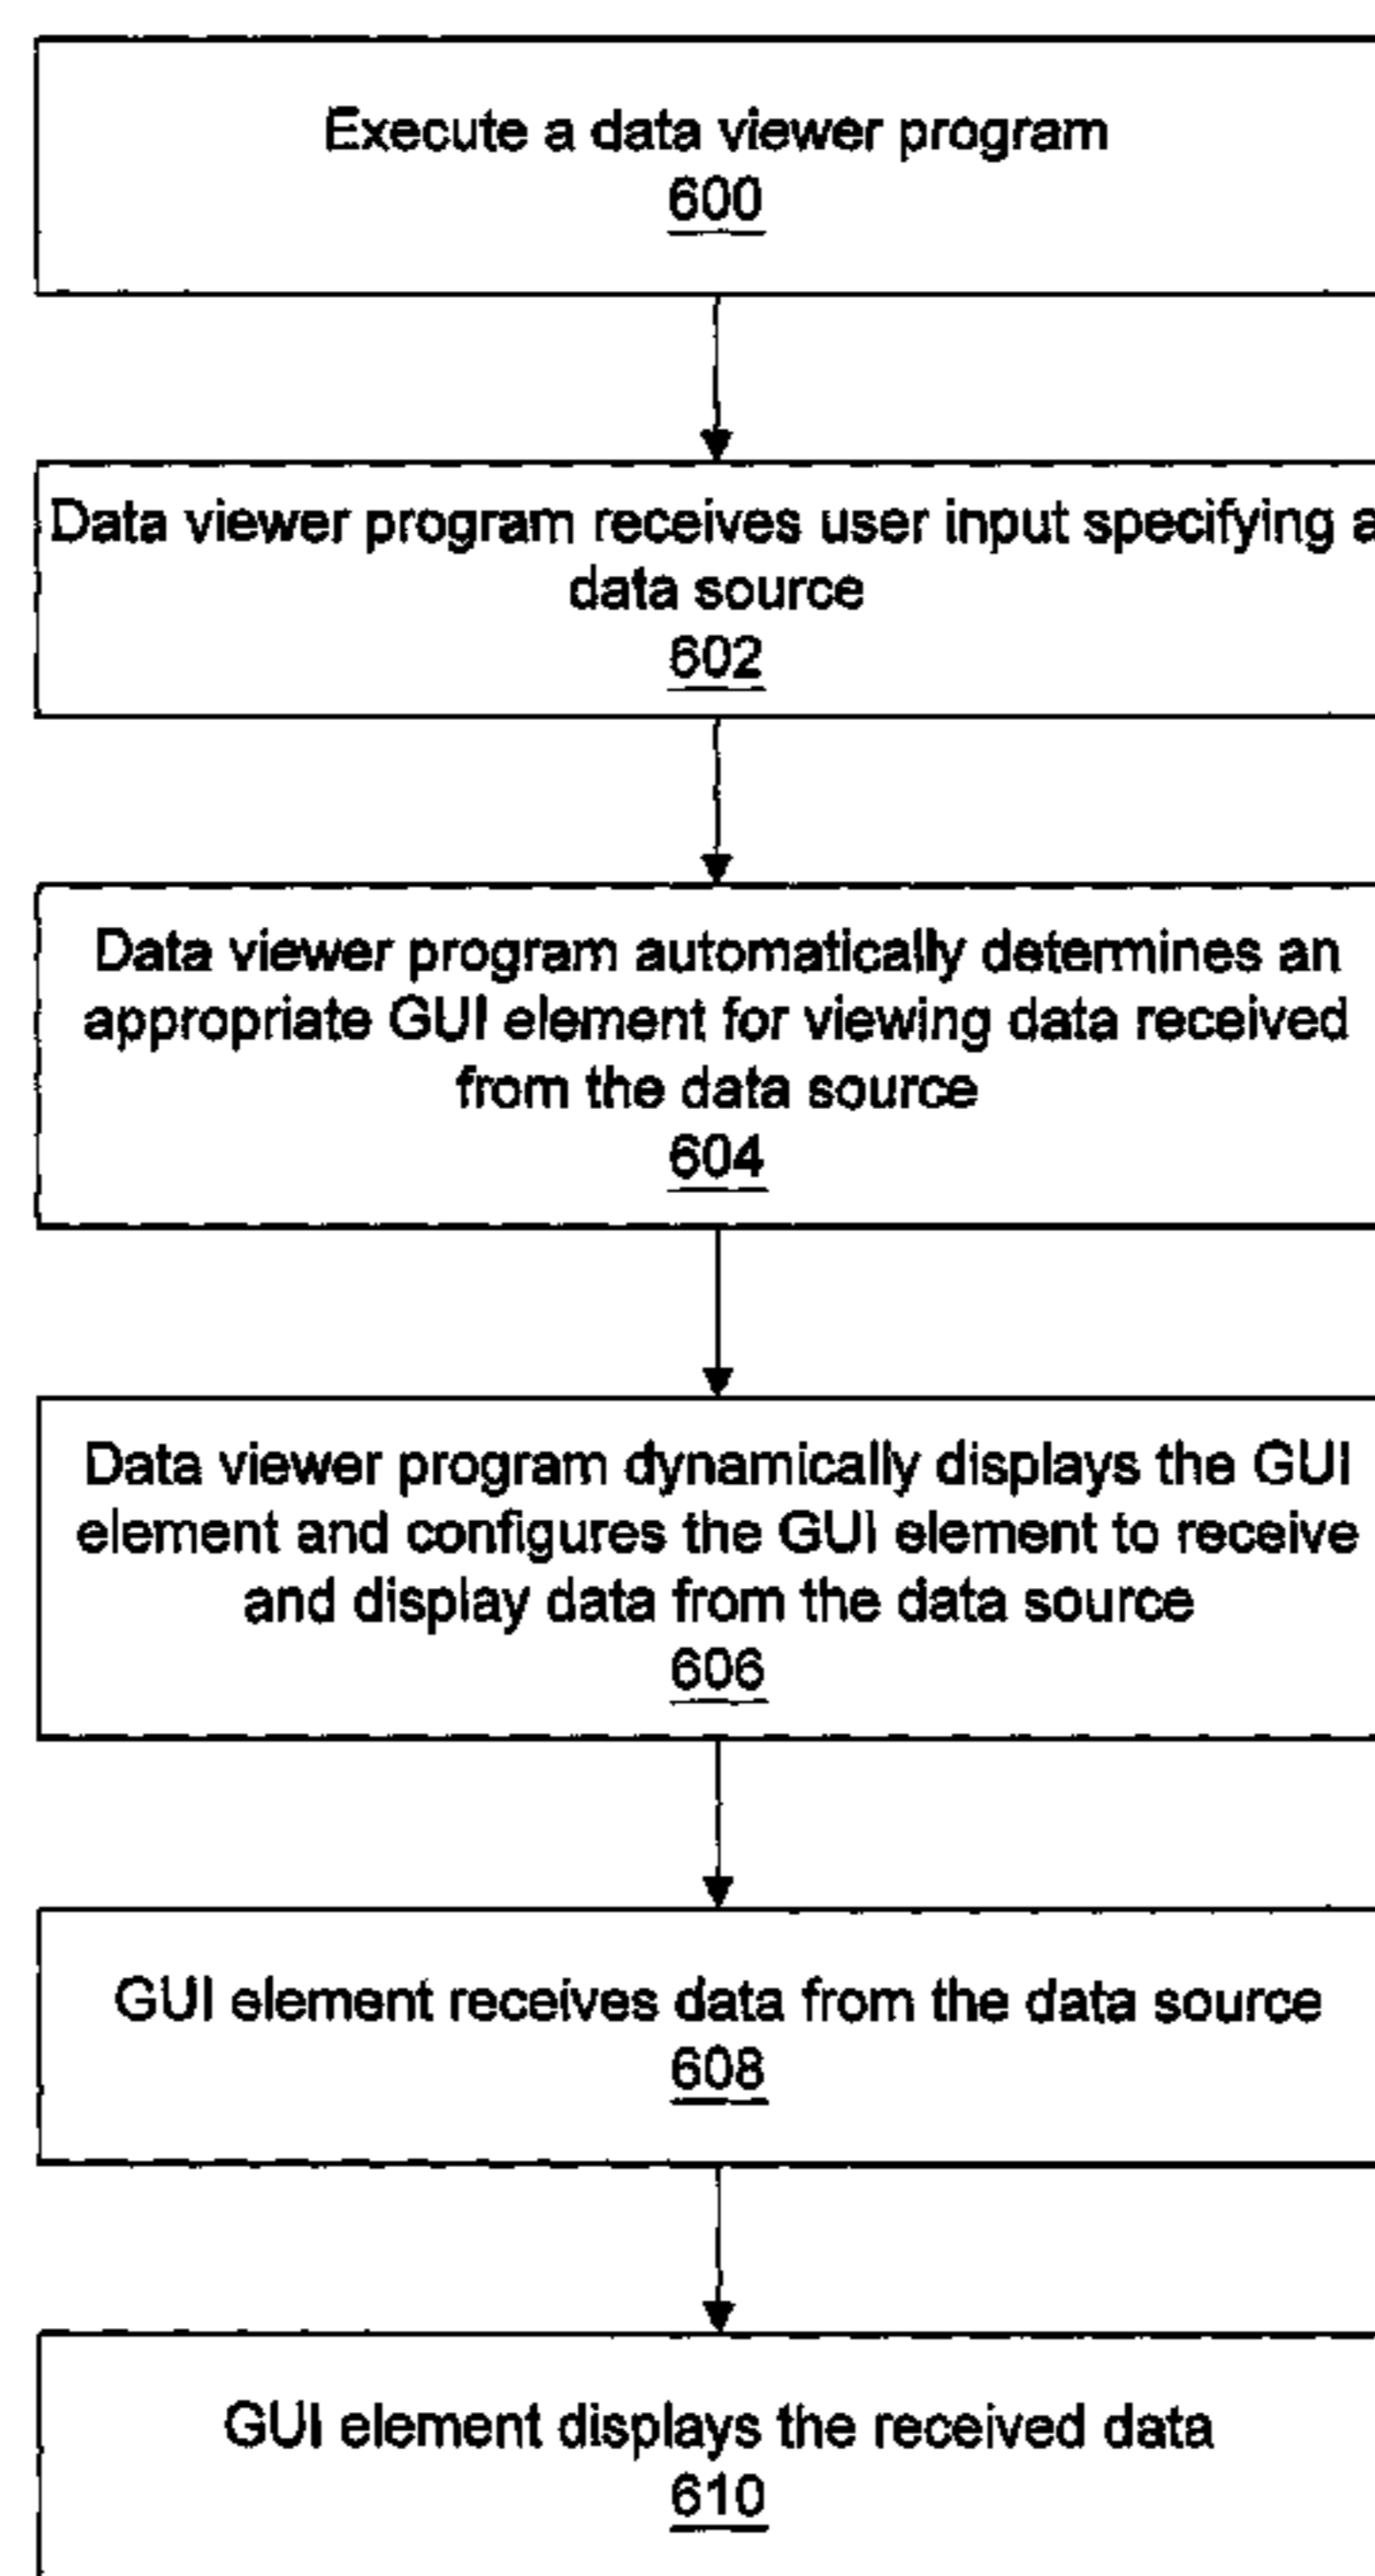 Execute a data viewer program
600
Data viewer program receives user input specifying a
data source
602
Data viewer program automatically determines an
appropriate GUI element for viewing data received
from the data source
604
Data viewer program dynamically displays the GUI
element and configures the GUI element to receive
and display data from the data source
606
GUI element receives data from the data source
608
GUI element displays the received data
610